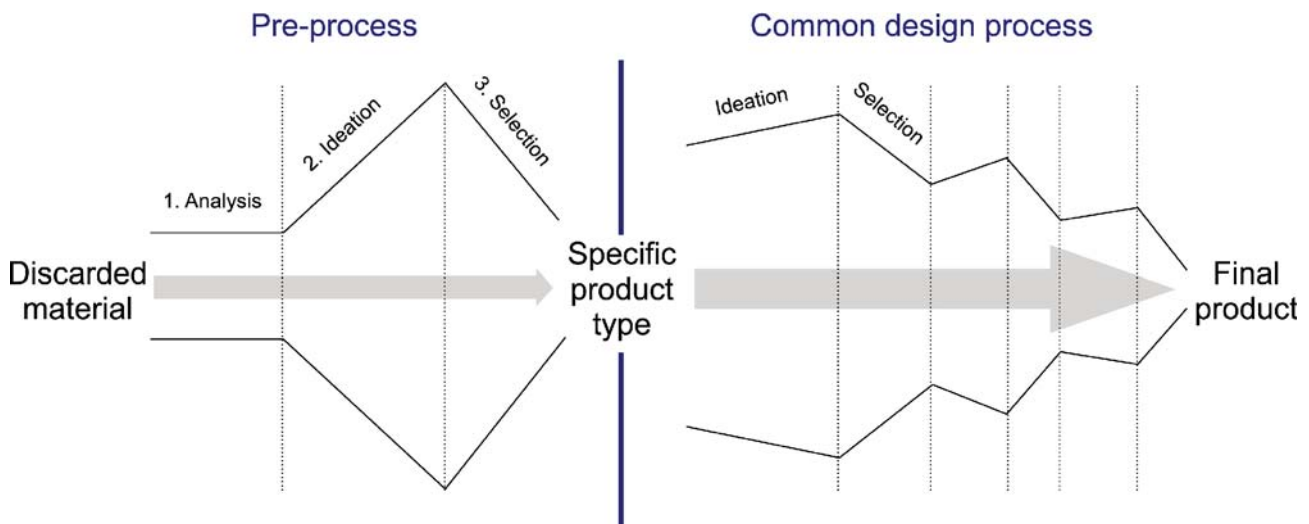 Pre-process
Common design process
1. Analysis
2. Ideation
3. Selection
Ideation
Selection
Discarded
material
Specific
product
type
Final
product